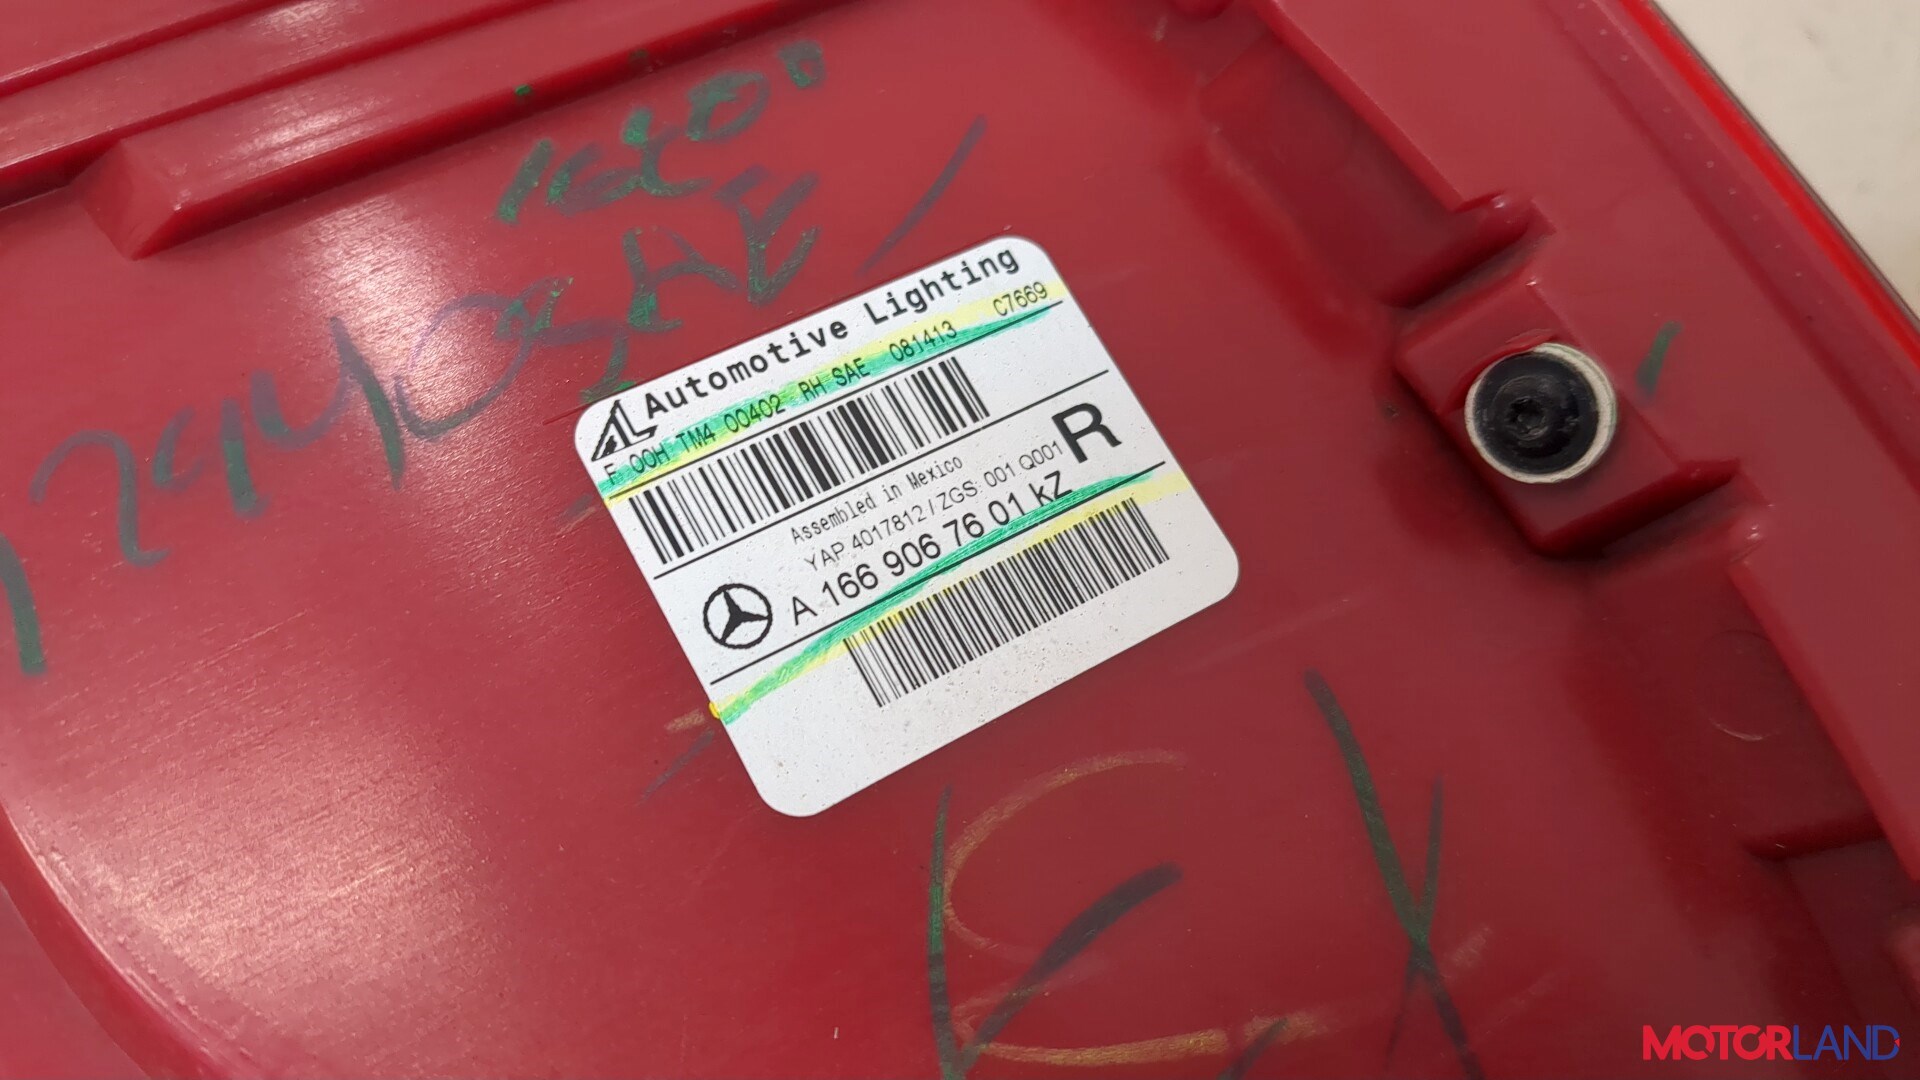 AL Automotive Lighting
F 00H TM4 00402 RH SAE 081413 C7669
Assembled in Mexico
YAP 4017812 / ZGS: 001 Q001
R
A 166 906 76 01 kZ
MOTORLAND